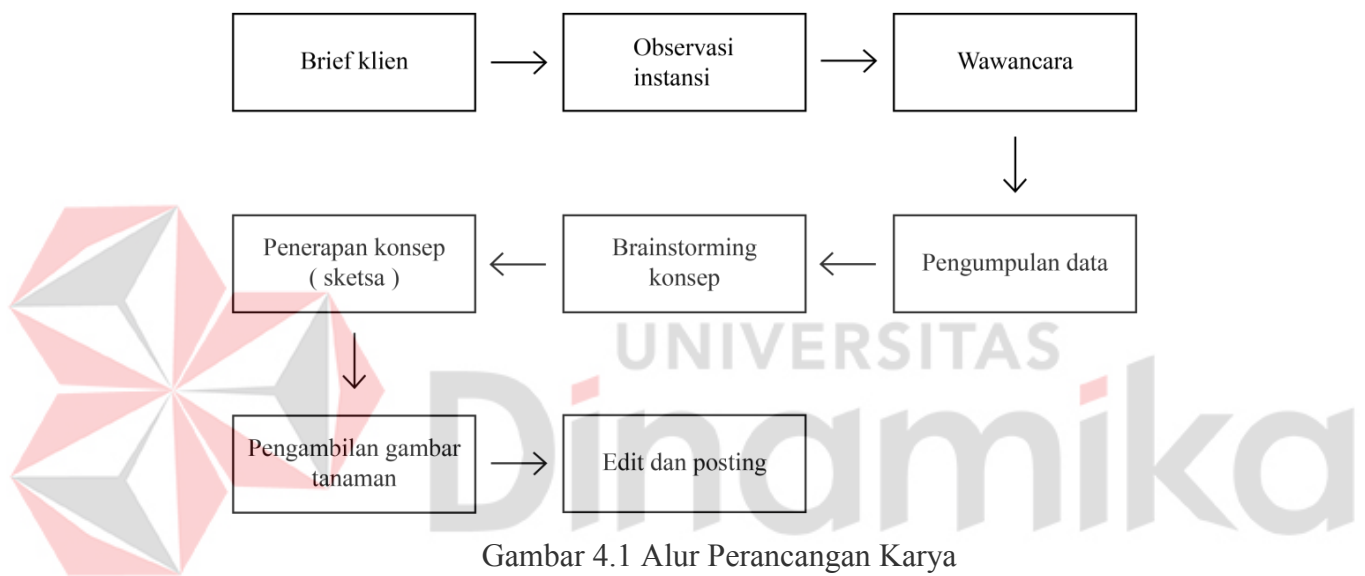 Brief klien
Observasi
instansi
Wawancara
Pengumpulan data
Brainstorming
konsep
Penerapan konsep
( sketsa )
Pengambilan gambar
tanaman
Edit dan posting
UNIVERSITAS
Dinamika
Gambar 4.1 Alur Perancangan Karya